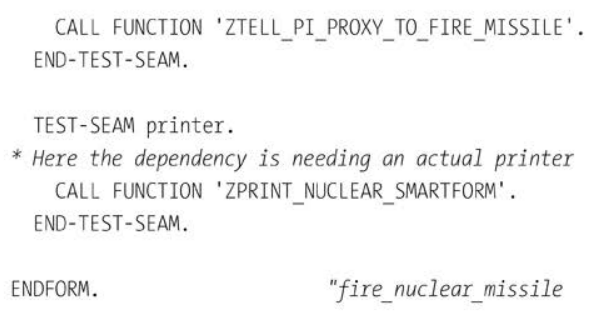 CALL FUNCTION 'ZTELL_PI_PROXY_TO_FIRE_MISSILE'.
END-TEST-SEAM.
TEST-SEAM printer.
* Here the dependency is needing an actual printer
CALL FUNCTION 'ZPRINT_NUCLEAR_SMARTFORM'.
END-TEST-SEAM.
ENDFORM. "fire_nuclear_missile